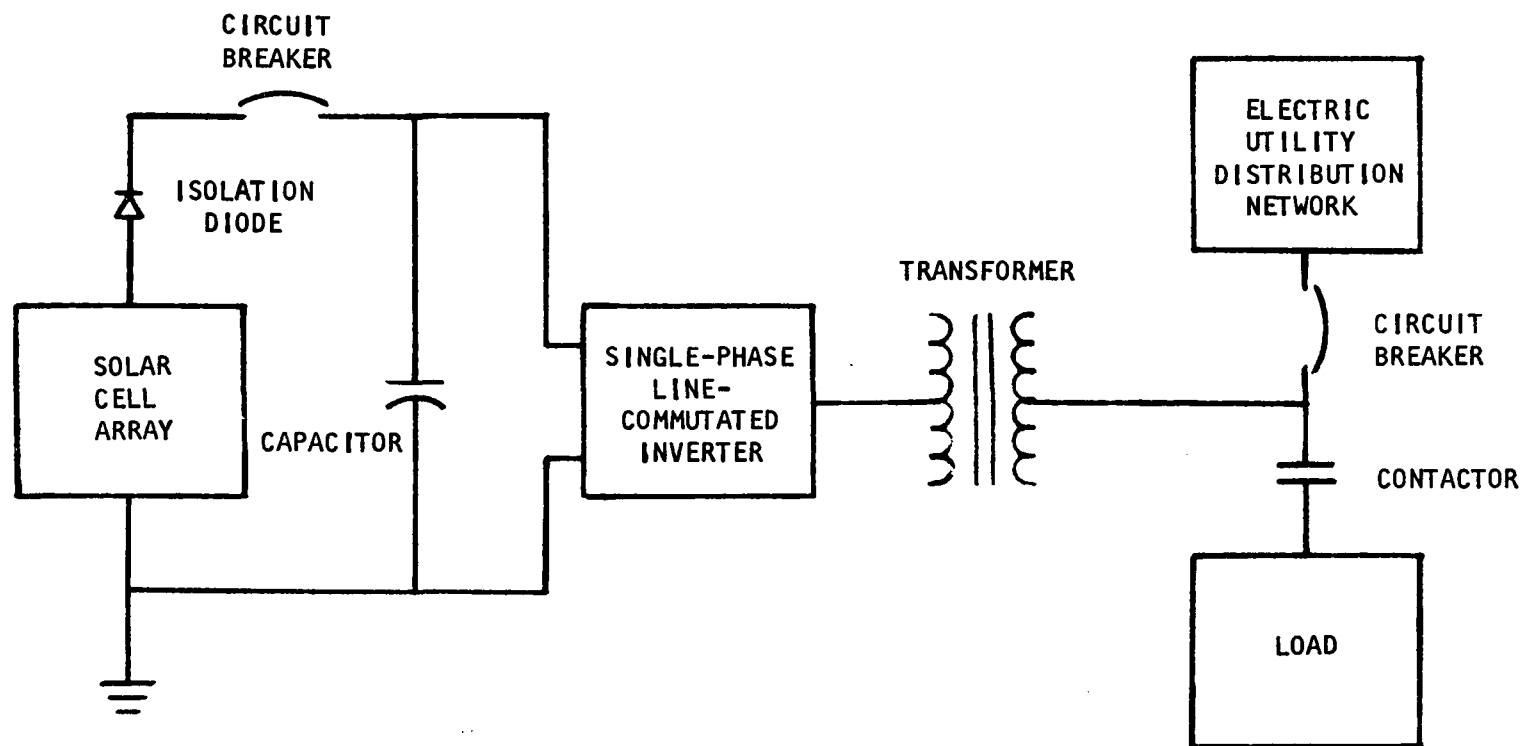 CIRCUIT
BREAKER
ISOLATION
DIODE
SOLAR
CELL
ARRAY
CAPACITOR
SINGLE-PHASE
LINE-
COMMUTATED
INVERTER
TRANSFORMER
ELECTRIC
UTILITY
DISTRIBUTION
NETWORK
CIRCUIT
BREAKER
CONTACTOR
LOAD